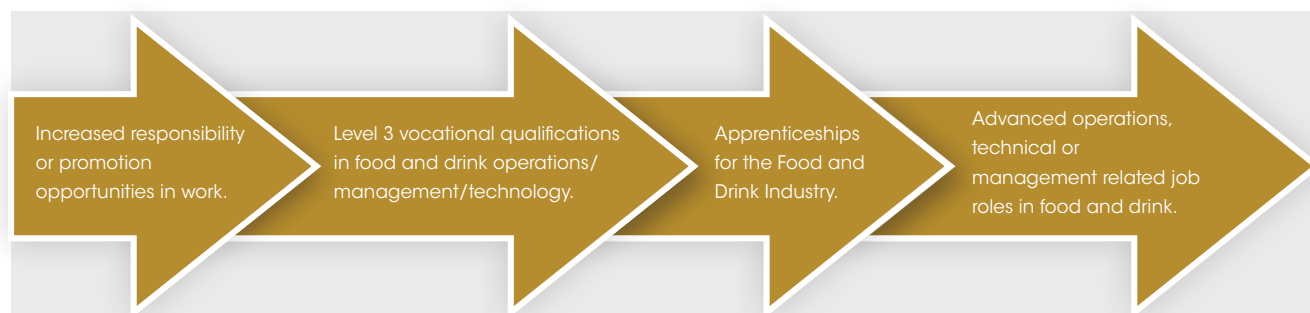 Increased responsibility
or promotion
opportunities in work.
Level 3 vocational qualifications
in food and drink operations/
management/technology.
Apprenticeships
for the Food and
Drink Industry.
Advanced operations,
technical or
management related job
roles in food and drink.